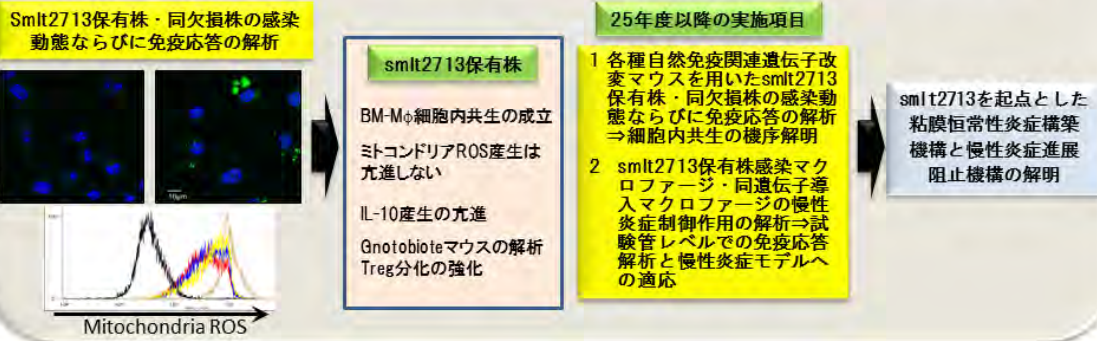 Smlt2713保有株・同欠損株の感染
動態ならびに免疫応答の解析
10μm
Mitochondria ROS
smlt2713保有株
BM-Mφ細胞内共生の成立
ミトコンドリアROS産生は
亢進しない
IL-10産生の亢進
Gnotobioteマウスの解析
Treg分化の強化
25年度以降の実施項目
1 各種自然免疫関連遺伝子改
変マウスを用いたsmlt2713
保有株・同欠損株の感染動
態ならびに免疫応答の解析
⇒細胞内共生の機序解明
2 smlt2713保有株感染マク
ロファージ・同遺伝子導
入マクロファージの慢性
炎症制御作用の解析⇒試
験管レベルでの免疫応答
解析と慢性炎症モデルへ
の適応
smlt2713を起点とした
粘膜恒常性炎症構築
機構と慢性炎症進展
阻止機構の解明